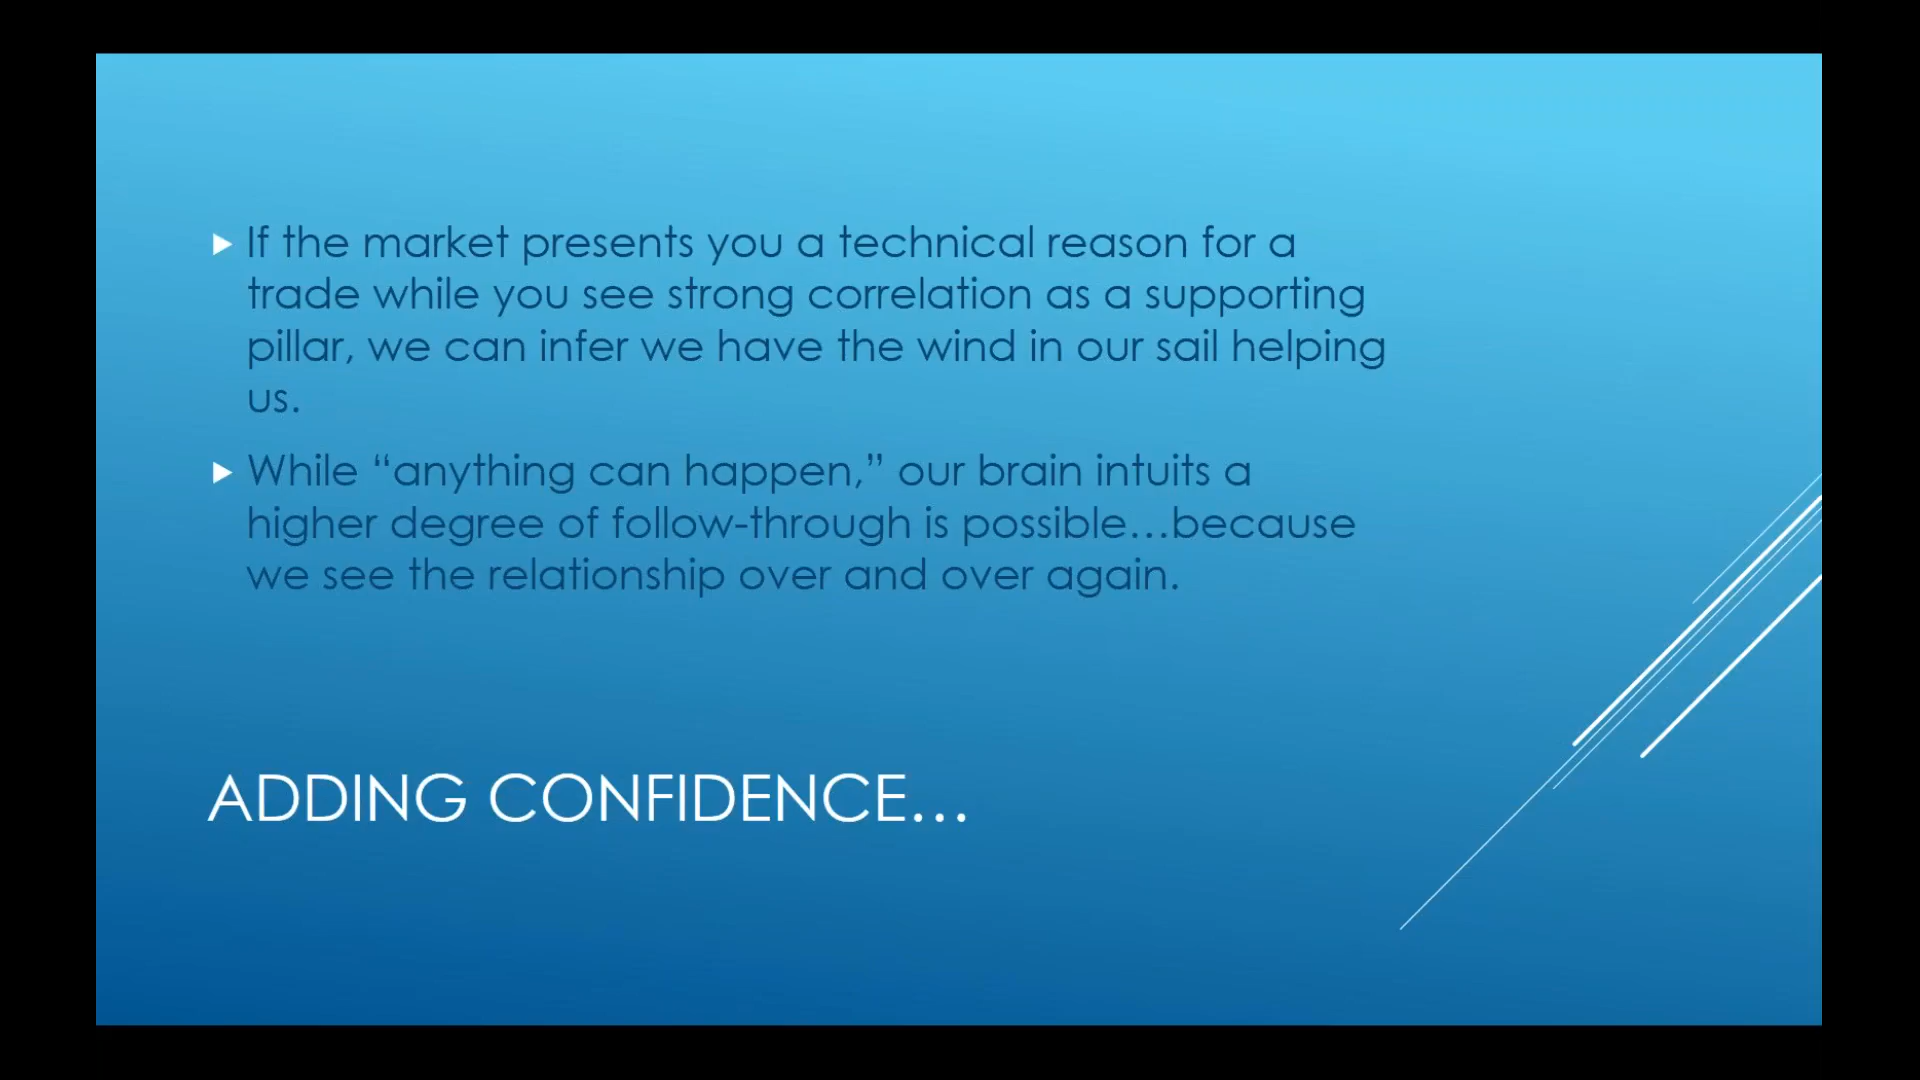 If the market presents you a technical reason for a
trade while you see strong correlation as a supporting
pillar, we can infer we have the wind in our sail helping
us.
While “anything can happen,” our brain intuits a
higher degree of follow-through is possible…because
we see the relationship over and over again.
ADDING CONFIDENCE…